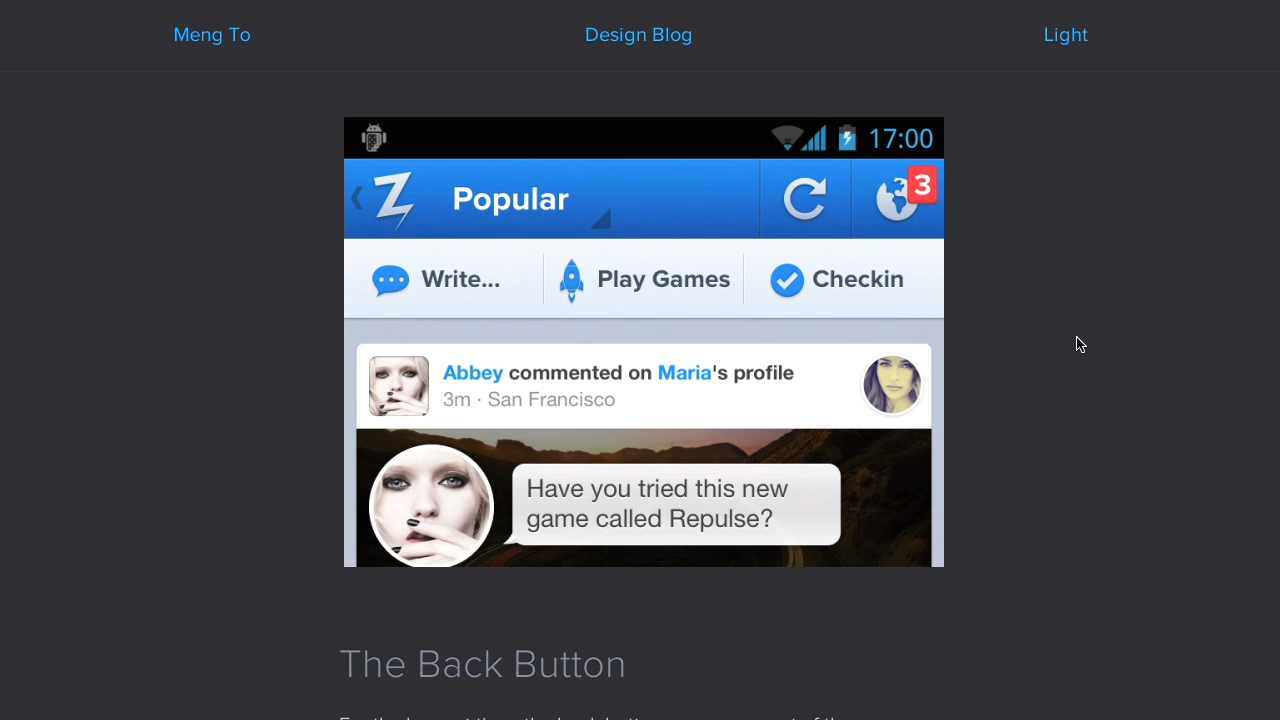 Meng To Design Blog Light
17:00
Popular 3
Write... Play Games Checkin
Abbey commented on Maria's profile
3m · San Francisco
Have you tried this new
game called Repulse?
The Back Button